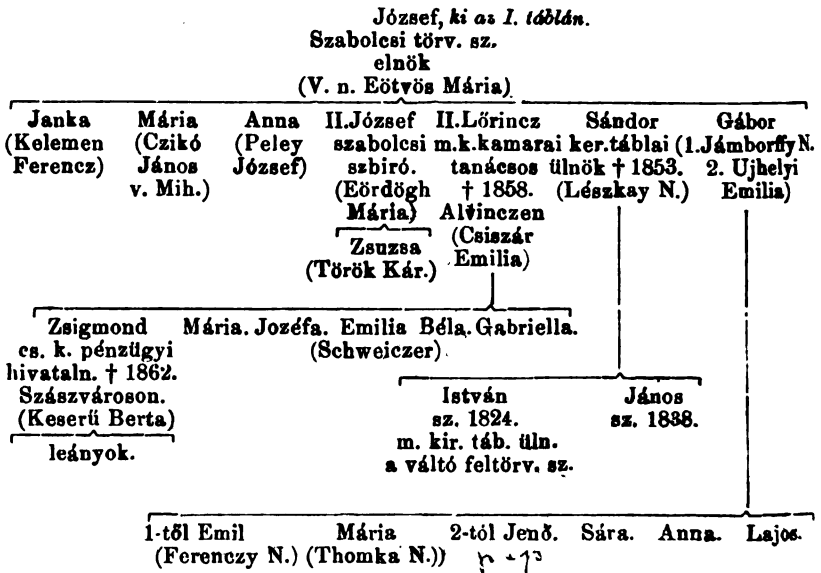 József, ki az I. táblán.
Szabolcsi törv. sz.
elnök
(V. n. Eötvös Mária)
Janka Mária Anna II.József II.Lőrincz Sándor Gábor
(Kelemen (Czikó (Peley szabolcsi m.k.kamarai ker.táblai (1.Jámborffy N.
Ferencz) János József) szbiró. tanácsos ülnök † 1853. 2. Ujhelyi
v. Mih.) (Eördögh † 1858. (Lészkay N.) Emilia)
Mária) Alvinczen
Zsuzsa (Csiszár
(Török Kár.) Emilia)
Zsigmond Mária. Jozéfa. Emilia Béla. Gabriella.
cs. k. pénzügyi (Schweiczer)
hivataln. † 1862.
Szászvároson.
(Keserü Berta)
leányok.
István János
sz. 1824. sz. 1838.
m. kir. táb. üln.
a váltó feltörv. sz.
1-től Emil Mária 2-tól Jenő. Sára. Anna. Lajos.
(Ferenczy N.) (Thomka N.))